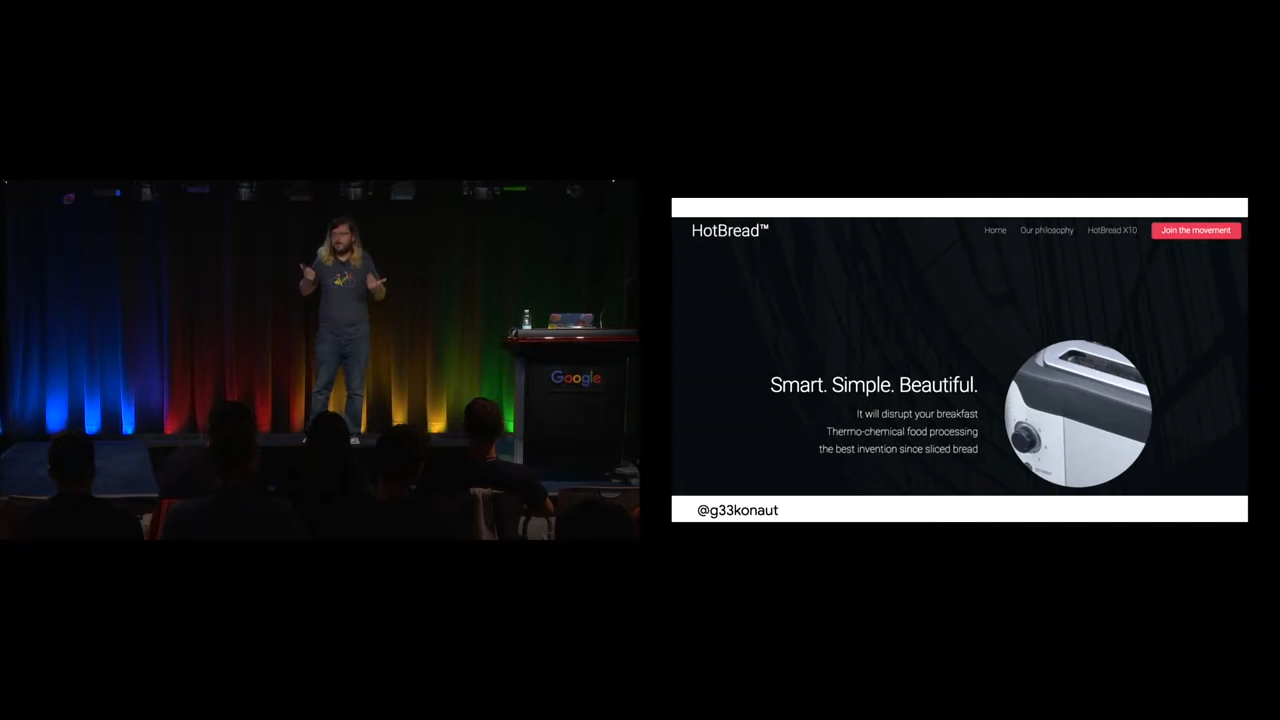 Google
HotBread™
Home Our philosophy HotBread X10 Join the movement
Smart. Simple. Beautiful.
It will disrupt your breakfast
Thermo-chemical food processing
the best invention since sliced bread
@g33konaut